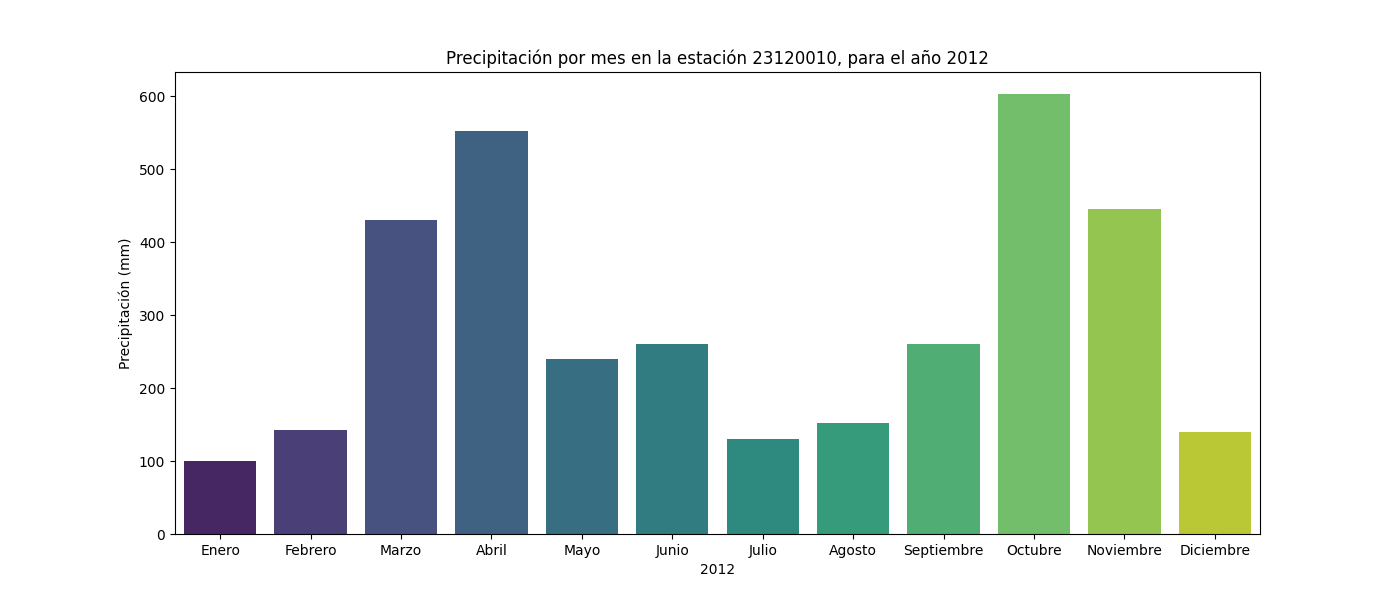 Precipitación por mes en la estación 23120010, para el año 2012
Precipitación (mm)
600
500
400
300
200
100
0
Enero Febrero Marzo Abril Mayo Junio Julio Agosto Septiembre Octubre Noviembre Diciembre
2012